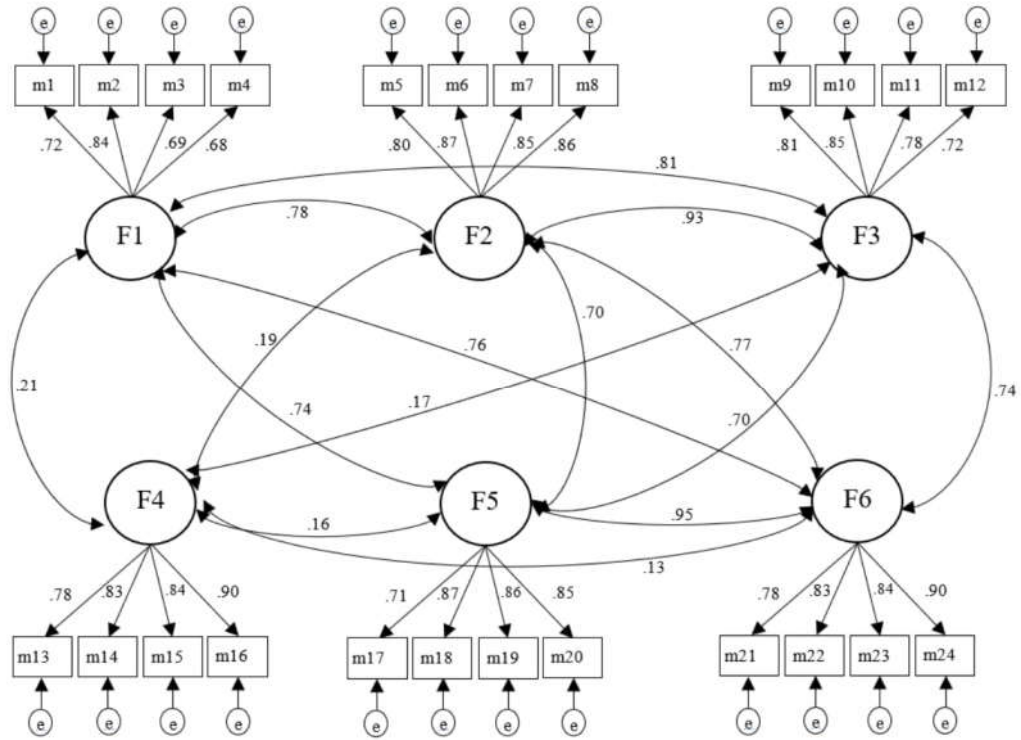 e e e e e e e e e e e e
m1 m2 m3 m4 m5 m6 m7 m8 m9 m10 m11 m12
.72 .84 .69 .68 .80 .87 .85 .86 .81 .85 .78 .72
.81
.78 .93
F1 F2 F3
.70
.19 .76 .77
.21 .74 .17 .70 .74
F4 F5 F6
.16 .95
.13
.78 .83 .84 .90 .71 .87 .86 .85 .78 .83 .84 .90
m13 m14 m15 m16 m17 m18 m19 m20 m21 m22 m23 m24
e e e e e e e e e e e e